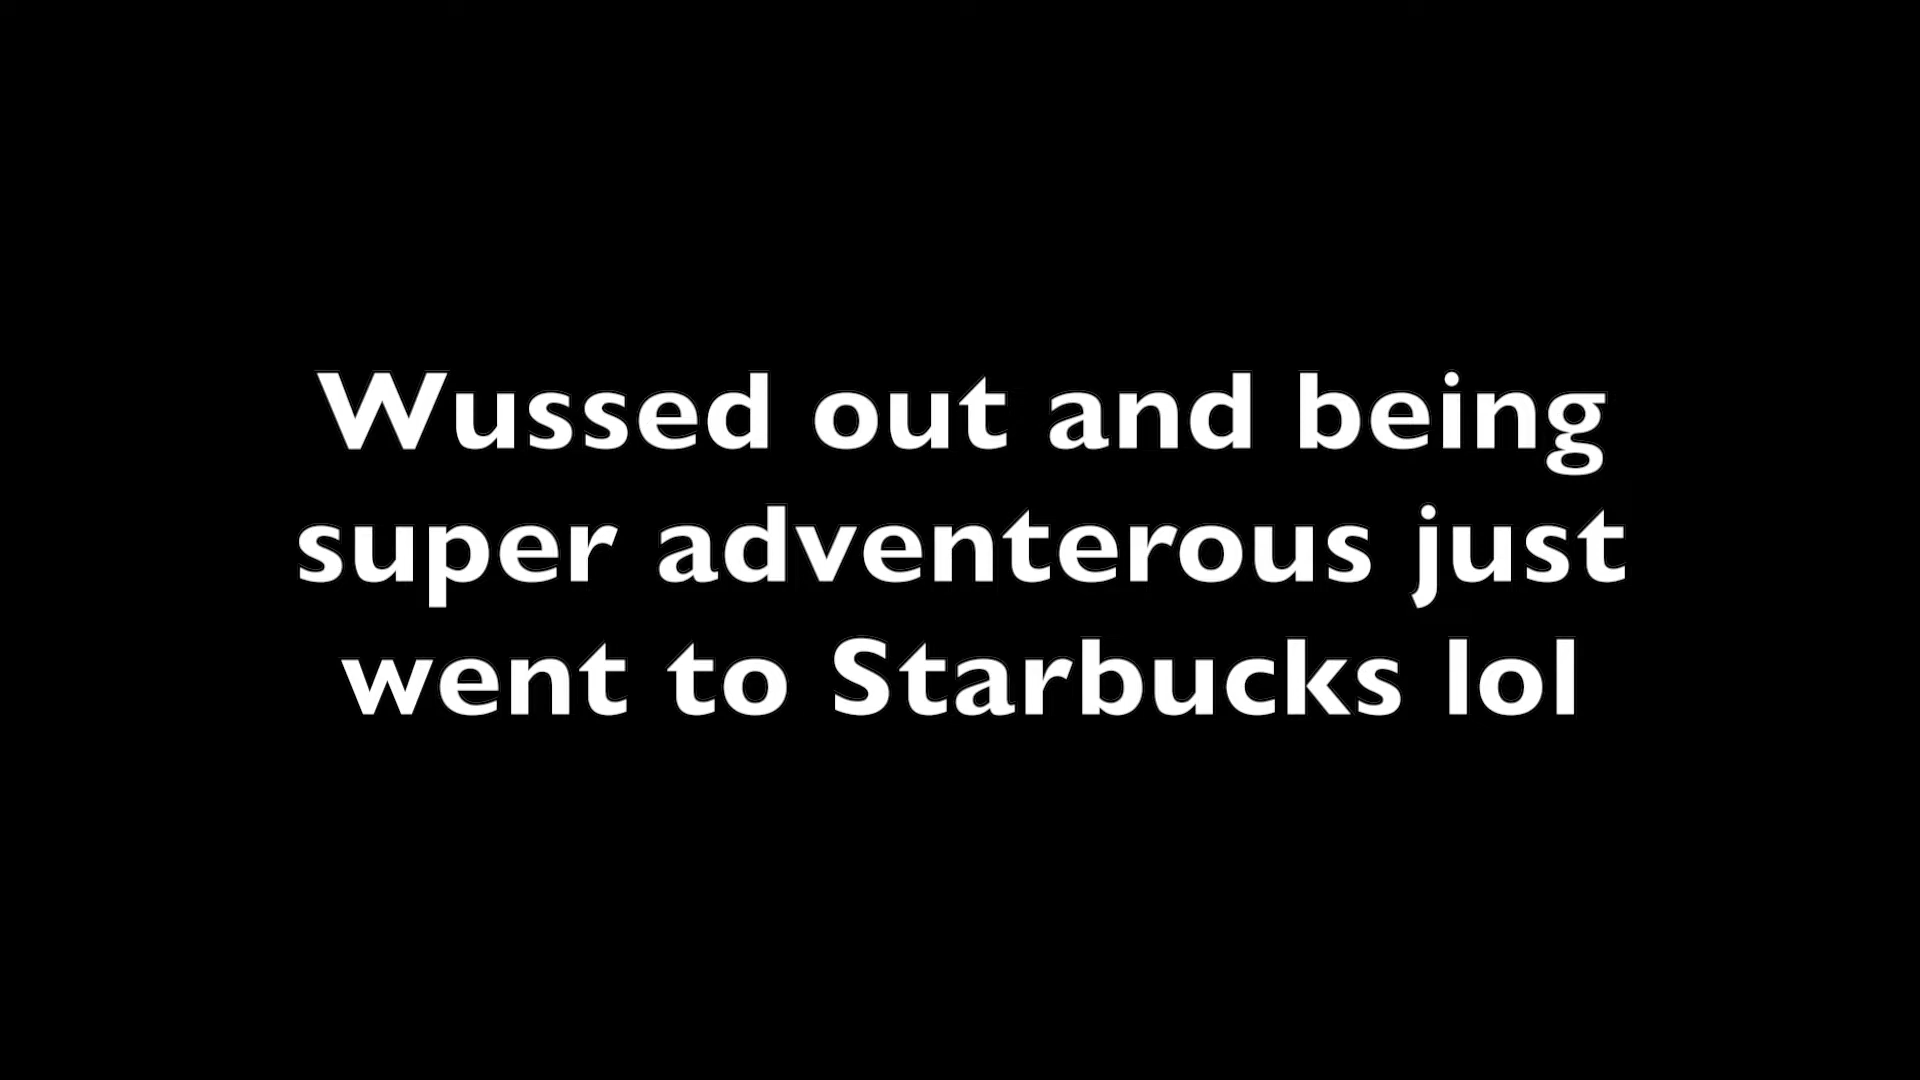 Wussed out and being
super adventerous just
went to Starbucks lol